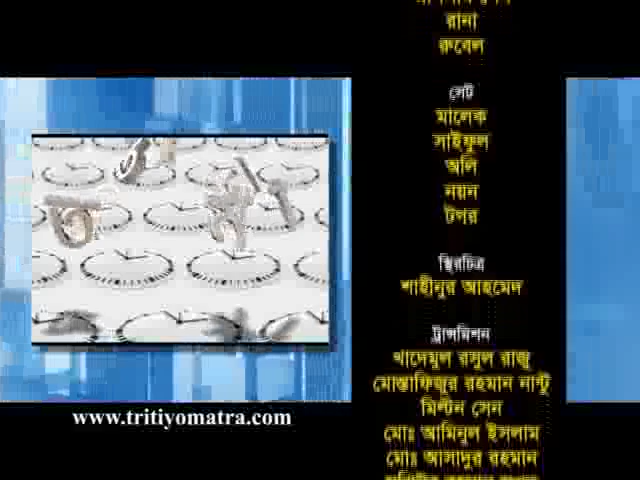 রানা
রুবেল
সেট
মালেক
সাইফুল
অলি
নয়ন
টগর
স্থিরচিত্র
শাহীনুর আহমেদ
ট্রান্সমিশন
খাদেমুল রসুল রাজু
মোস্তাফিজুর রহমান নান্টু
মিল্টন সেন
মোঃ আমিনুল ইসলাম
মোঃ আসাদুর রহমান
www.tritiyomatra.com